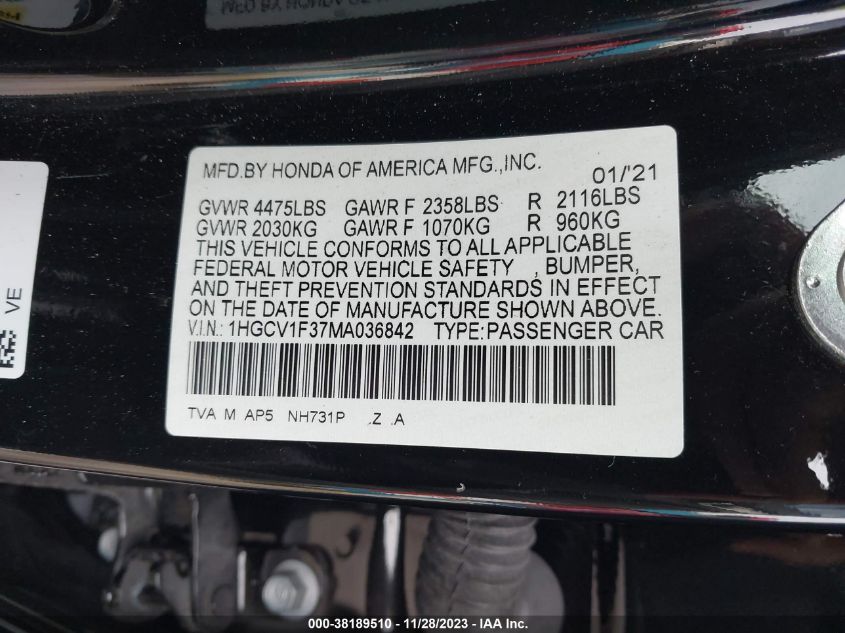 MFD.BY HONDA OF AMERICA MFG.,INC. 01/'21
GVWR 4475LBS GAWR F 2358LBS R 2116LBS
GVWR 2030KG GAWR F 1070KG R 960KG
THIS VEHICLE CONFORMS TO ALL APPLICABLE
FEDERAL MOTOR VEHICLE SAFETY , BUMPER,
AND THEFT PREVENTION STANDARDS IN EFFECT
ON THE DATE OF MANUFACTURE SHOWN ABOVE.
V.I.N.: 1HGCV1F37MA036842 TYPE:PASSENGER CAR
TVA M AP5 NH731P .Z .A
VE
000-38189510 - 11/28/2023 - IAA Inc.